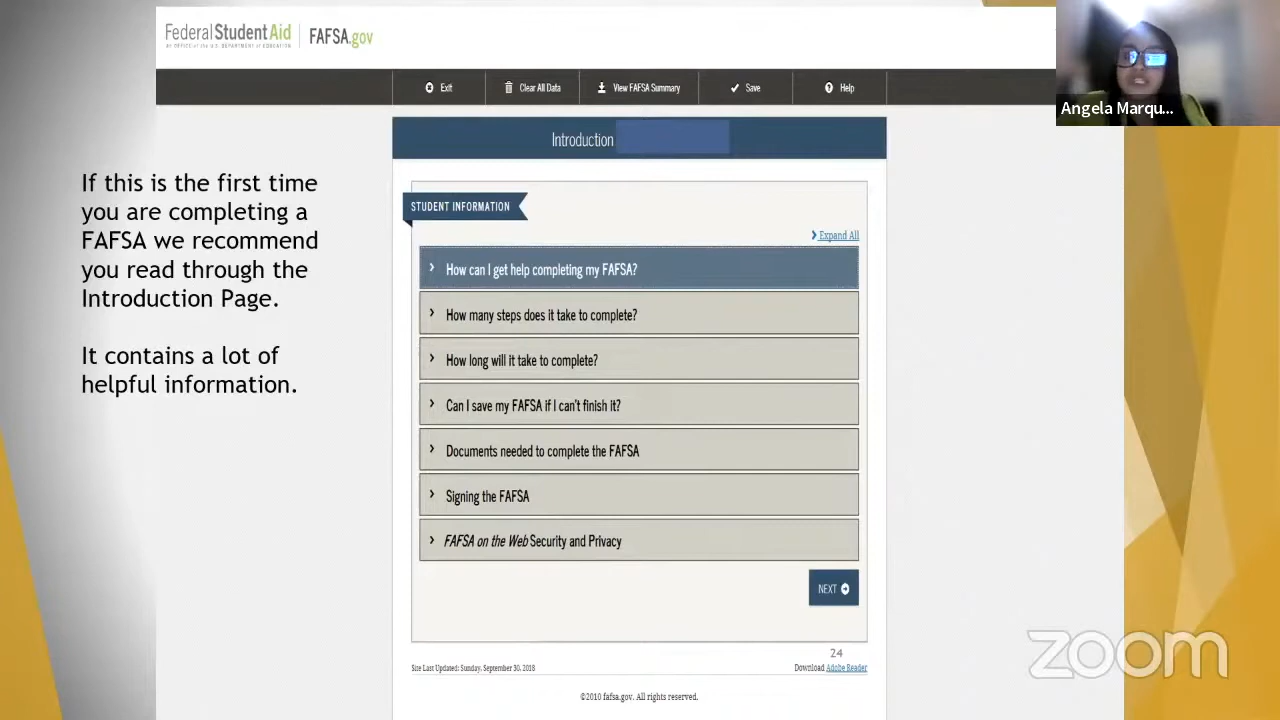 FederalStudentAid
AN OFFICE of the U.S. DEPARTMENT of EDUCATION
FAFSA.gov
Exit
Clear All Data
View FAFSA Summary
Save
Help
Angela Marqu...
Introduction
If this is the first time
you are completing a
FAFSA we recommend
you read through the
Introduction Page.
It contains a lot of
helpful information.
STUDENT INFORMATION
Expand All
How can I get help completing my FAFSA?
How many steps does it take to complete?
How long will it take to complete?
Can I save my FAFSA if I can't finish it?
Documents needed to complete the FAFSA
Signing the FAFSA
FAFSA on the Web Security and Privacy
NEXT
24
Site Last Updated: Sunday, September 30, 2018
Download Adobe Reader
©2010 fafsa.gov. All rights reserved.
zoom